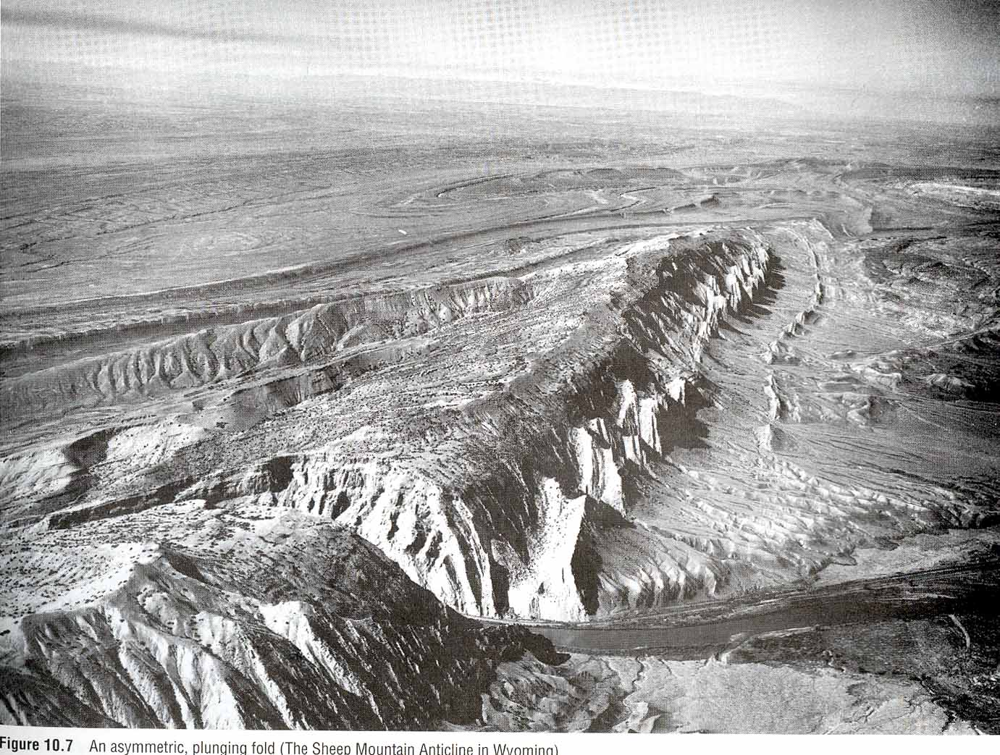 Figure 10.7 An asymmetric, plunging fold (The Sheep Mountain Anticline in Wyoming)